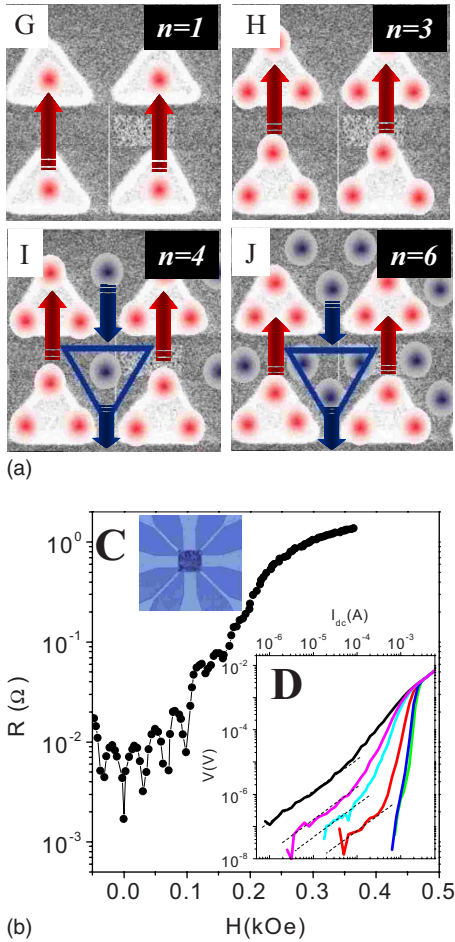 G n=1
H n=3
I n=4
J n=6
(a)
C
R (Ω)
10⁰
10⁻¹
10⁻²
10⁻³
0.0 0.1 0.2 0.3 0.4 0.5
H(kOe)
D
I_dc(A)
10⁻⁶ 10⁻⁵ 10⁻⁴ 10⁻³
V(V)
10⁻²
10⁻⁴
10⁻⁶
10⁻⁸
(b)